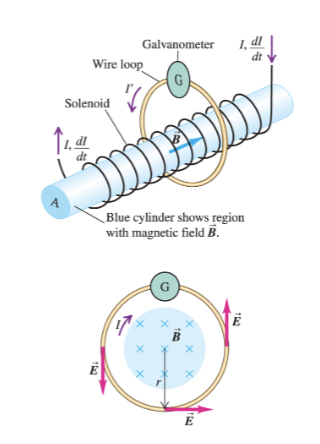 Galvanometer
Wire loop
I, dI/dt
G
I′
Solenoid
I, dI/dt
B⃗
A
Blue cylinder shows region
with magnetic field B⃗.
G
I′
E⃗
B⃗
E⃗
r
E⃗